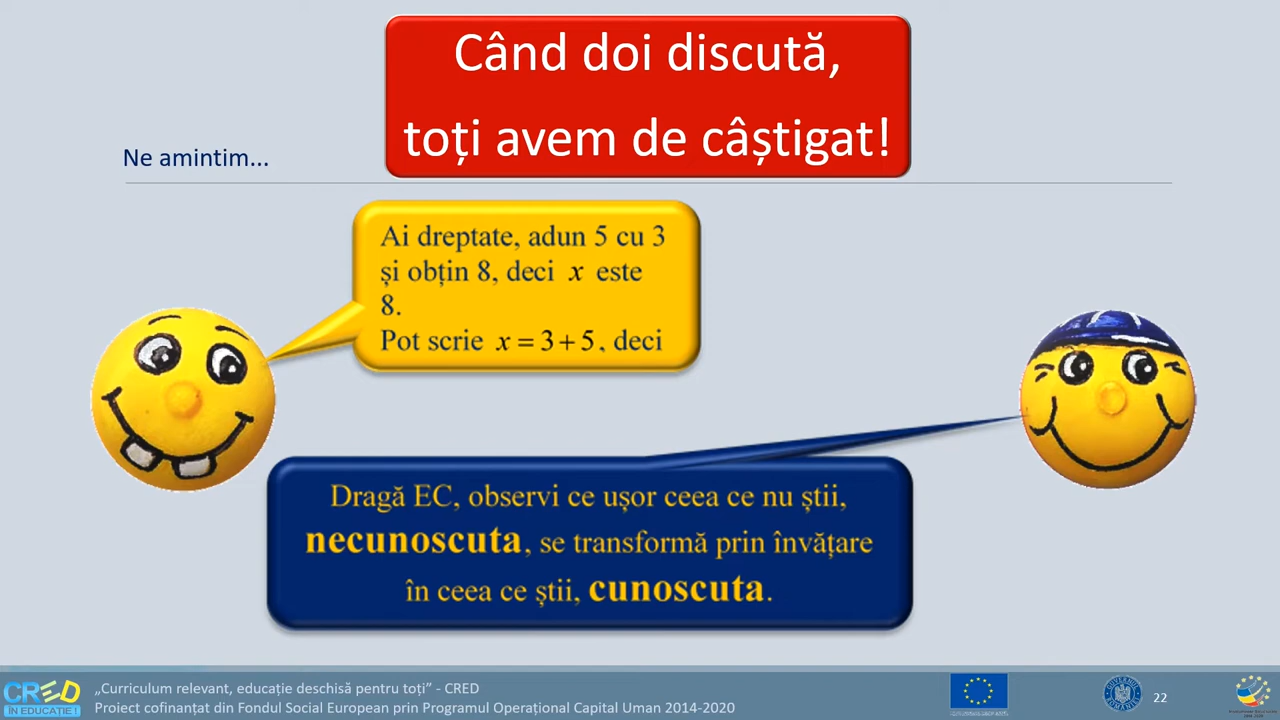 Când doi discută,
toți avem de câștigat!
Ne amintim...
Ai dreptate, adun 5 cu 3
și obțin 8, deci x este
8.
Pot scrie x = 3 + 5, deci
Dragă EC, observi ce ușor ceea ce nu știi,
necunoscuta, se transformă prin învățare
în ceea ce știi, cunoscuta.
CRED
ÎN EDUCAȚIE !
„Curriculum relevant, educație deschisă pentru toți” - CRED
Proiect cofinanțat din Fondul Social European prin Programul Operațional Capital Uman 2014-2020
22